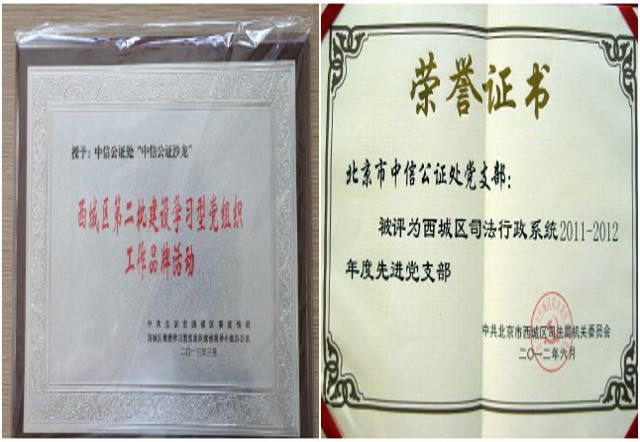 授予：中信公证处“中信公证沙龙”
西城区第二批建设学习型党组织
工作品牌活动
中共北京市西城区委宣传部
二〇一三年三月
荣誉证书
北京市中信公证处党支部：
被评为西城区司法行政系统2011-2012
年度先进党支部
中共北京市西城区司法局机关委员会
二〇一二年六月